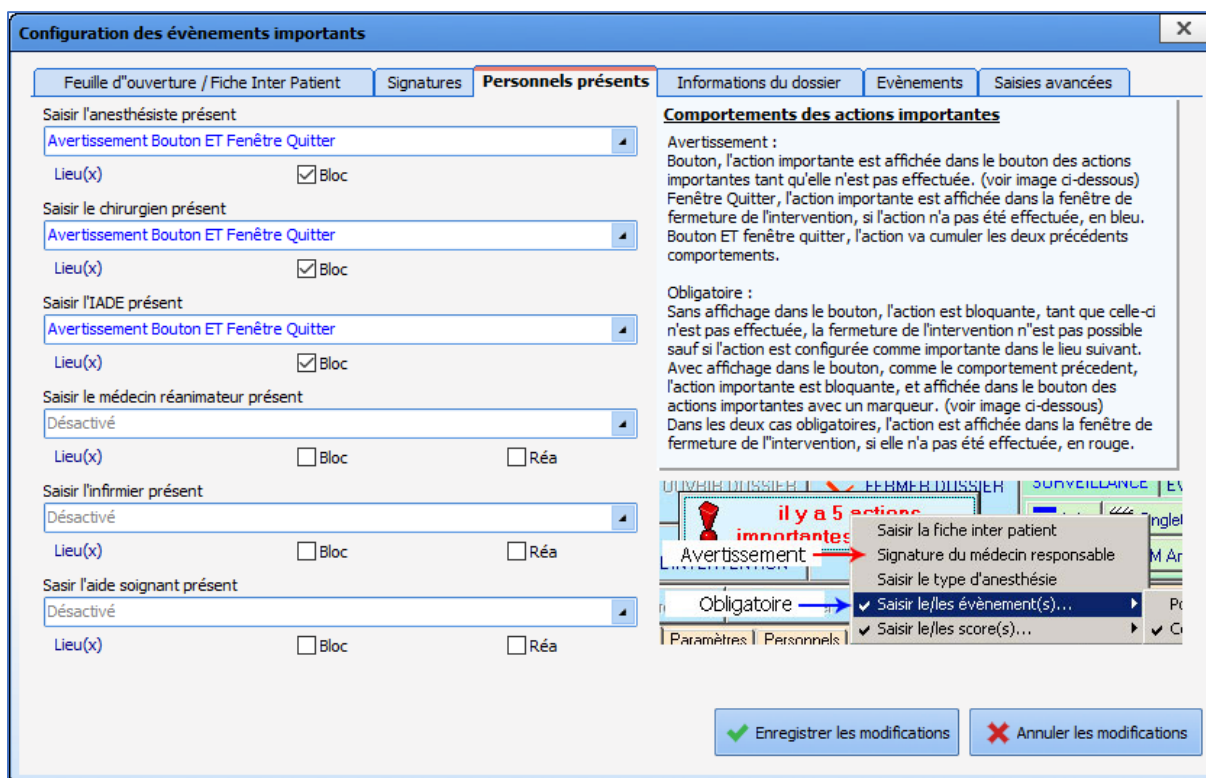 Configuration des évènements importants
Feuille d"ouverture / Fiche Inter Patient
Signatures
Personnels présents
Informations du dossier
Evènements
Saisies avancées
Saisir l'anesthésiste présent
Avertissement Bouton ET Fenêtre Quitter
Lieu(x)
Bloc
Saisir le chirurgien présent
Avertissement Bouton ET Fenêtre Quitter
Lieu(x)
Bloc
Saisir l'IADE présent
Avertissement Bouton ET Fenêtre Quitter
Lieu(x)
Bloc
Saisir le médecin réanimateur présent
Désactivé
Lieu(x)
Bloc
Réa
Saisir l'infirmier présent
Désactivé
Lieu(x)
Bloc
Réa
Sasir l'aide soignant présent
Désactivé
Lieu(x)
Bloc
Réa
Comportements des actions importantes
Avertissement :
Bouton, l'action importante est affichée dans le bouton des actions
importantes tant qu'elle n'est pas effectuée. (voir image ci-dessous)
Fenêtre Quitter, l'action importante est affichée dans la fenêtre de
fermeture de l'intervention, si l'action n'a pas été effectuée, en bleu.
Bouton ET fenêtre quitter, l'action va cumuler les deux précédents
comportements.
Obligatoire :
Sans affichage dans le bouton, l'action est bloquante, tant que celle-ci
n'est pas effectuée, la fermeture de l'intervention n"est pas possible
sauf si l'action est configurée comme importante dans le lieu suivant.
Avec affichage dans le bouton, comme le comportement précedent,
l'action importante est bloquante, et affichée dans le bouton des
actions importantes avec un marqueur. (voir image ci-dessous)
Dans les deux cas obligatoires, l'action est affichée dans la fenêtre de
fermeture de l"intervention, si elle n'a pas été effectuée, en rouge.
OUVRIR DOSSIER
FERMER DOSSIER
SURVEILLANCE
il y a 5 actions
importantes
Saisir la fiche inter patient
Avertissement
Signature du médecin responsable
Saisir le type d'anesthésie
Obligatoire
Saisir le/les évènement(s)...
Saisir le/les score(s)...
Paramètres
Personnels
Enregistrer les modifications
Annuler les modifications